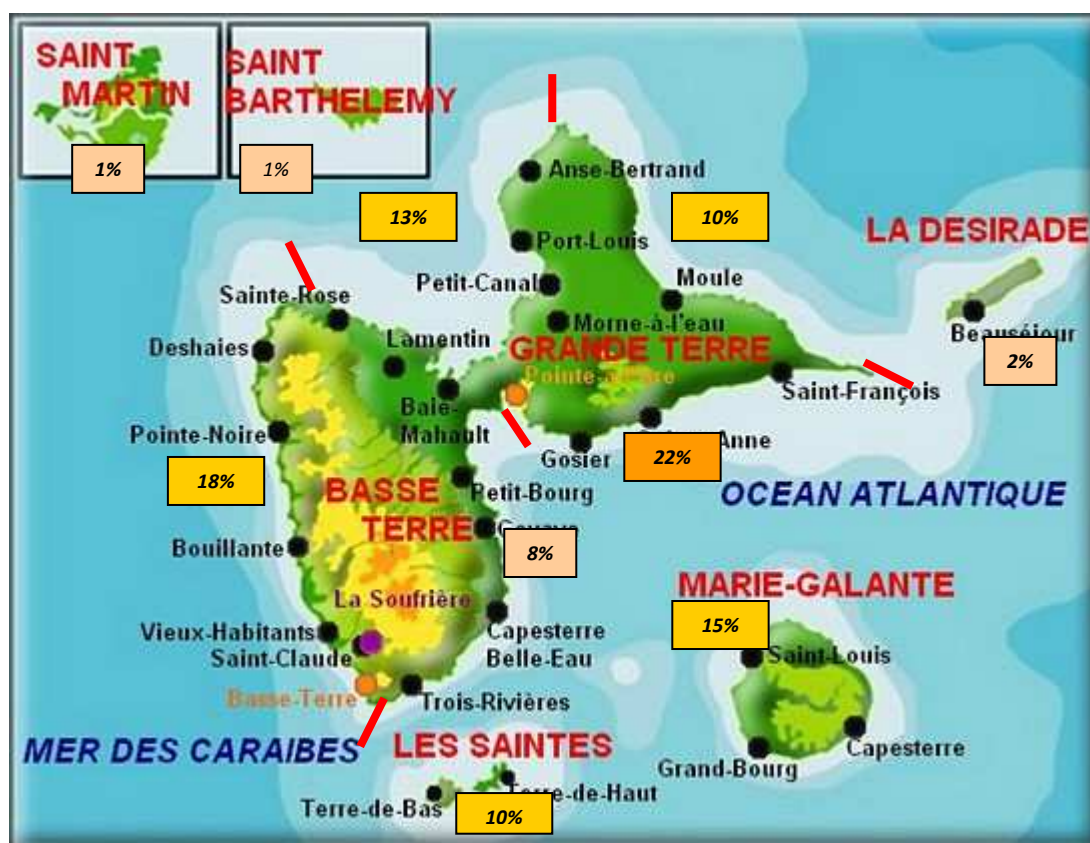 SAINT
MARTIN
1%
SAINT
BARTHELEMY
1%
Anse-Bertrand
13%
10%
LA DESIRADE
Port-Louis
Petit-Canal
Moule
Sainte-Rose
Morne-à-l'eau
Beauséjour
2%
Deshaies
Lamentin
GRANDE TERRE
Saint-François
Baie-
Mahault
Anne
Pointe-Noire
Gosier
22%
18%
BASSE
TERRE
Petit-Bourg
OCEAN ATLANTIQUE
8%
Bouillante
MARIE-GALANTE
La Soufrière
15%
Vieux-Habitants
Saint-Claude
Capesterre
Belle-Eau
Saint-Louis
Basse-Terre
Trois-Rivières
MER DES CARAIBES
LES SAINTES
Capesterre
Grand-Bourg
Terre-de-Bas
Terre-de-Haut
10%